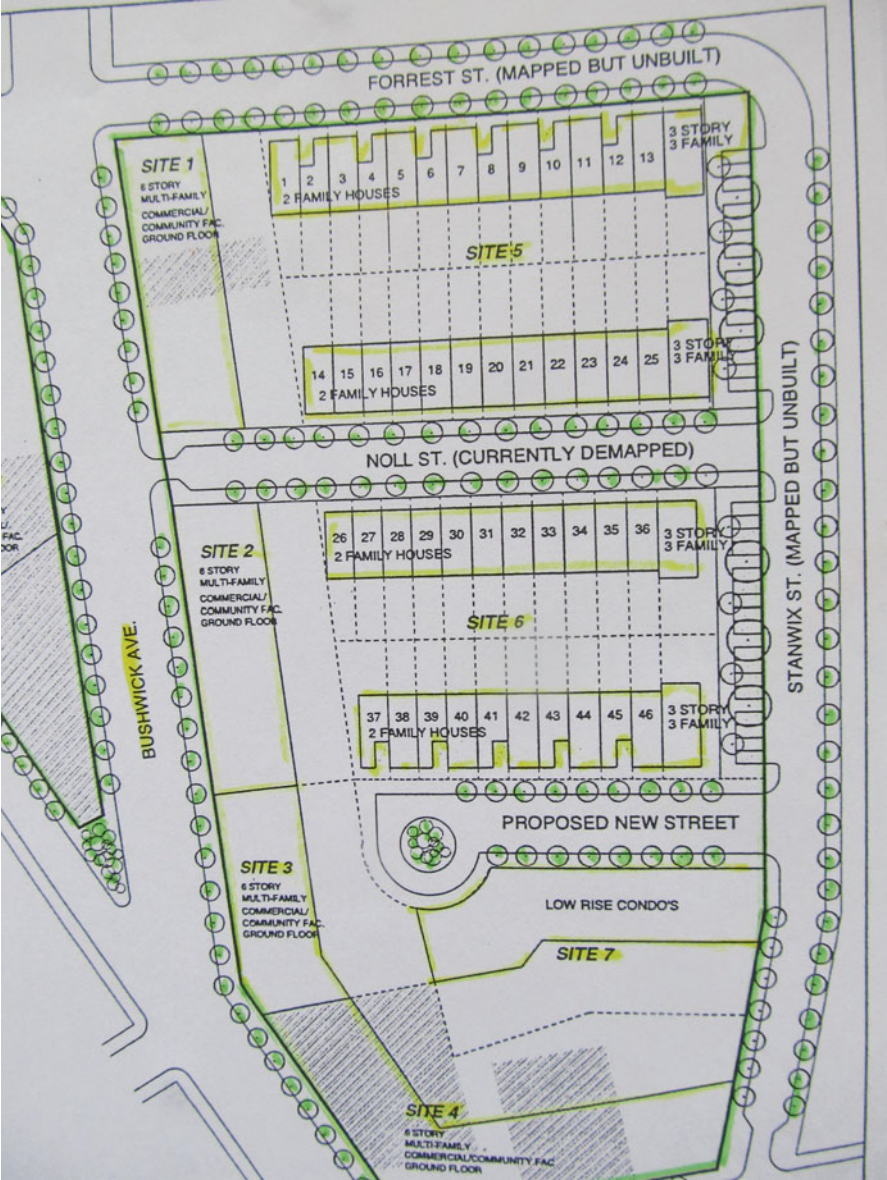 FORREST ST. (MAPPED BUT UNBUILT)
SITE 1
6 STORY
MULTI-FAMILY
COMMERCIAL/
COMMUNITY FAC.
GROUND FLOOR
3 STORY
3 FAMILY
1 2 3 4 5 6 7 8 9 10 11 12 13
2 FAMILY HOUSES
SITE 5
3 STORY
3 FAMILY
14 15 16 17 18 19 20 21 22 23 24 25
2 FAMILY HOUSES
NOLL ST. (CURRENTLY DEMAPPED)
STANWIX ST. (MAPPED BUT UNBUILT)
FAC.
SITE 2
6 STORY
MULTI-FAMILY
COMMERCIAL/
COMMUNITY FAC.
GROUND FLOOR
26 27 28 29 30 31 32 33 34 35 36
2 FAMILY HOUSES
3 STORY
3 FAMILY
SITE 6
BUSHWICK AVE.
37 38 39 40 41 42 43 44 45 46
2 FAMILY HOUSES
3 STORY
3 FAMILY
PROPOSED NEW STREET
SITE 3
6 STORY
MULTI-FAMILY
COMMERCIAL/
COMMUNITY FAC.
GROUND FLOOR
LOW RISE CONDO'S
SITE 7
SITE 4
6 STORY
MULTI-FAMILY
COMMERCIAL/COMMUNITY FAC
GROUND FLOOR